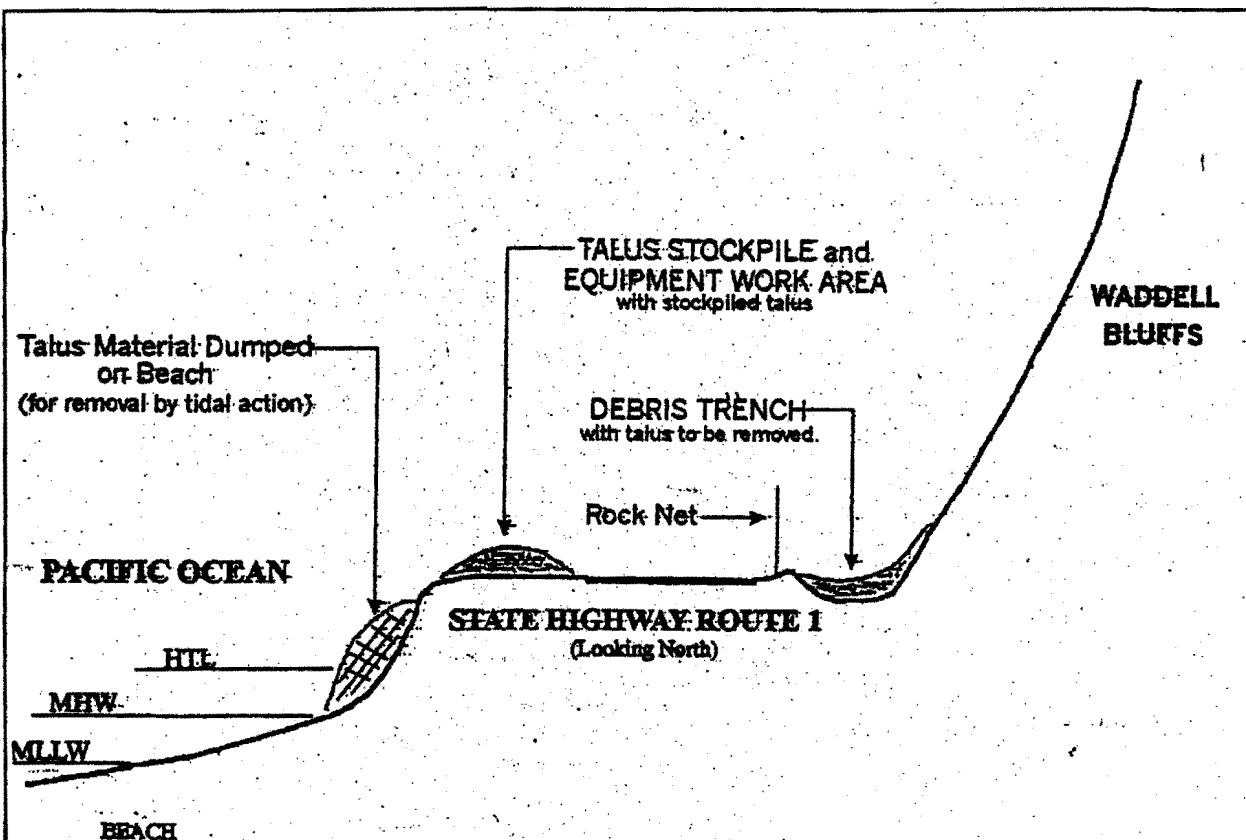 TALUS STOCKPILE and
EQUIPMENT WORK AREA
with stockpiled talus
WADDELL
BLUFFS
Talus Material Dumped
on Beach
(for removal by tidal action)
DEBRIS TRENCH
with talus to be removed.
Rock Net
PACIFIC OCEAN
STATE HIGHWAY ROUTE 1
(Looking North)
HTL
MHW
MLLW
BEACH